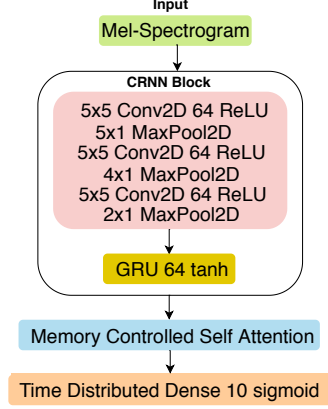 Input
Mel-Spectrogram
CRNN Block
5x5 Conv2D 64 ReLU
5x1 MaxPool2D
5x5 Conv2D 64 ReLU
4x1 MaxPool2D
5x5 Conv2D 64 ReLU
2x1 MaxPool2D
GRU 64 tanh
Memory Controlled Self Attention
Time Distributed Dense 10 sigmoid